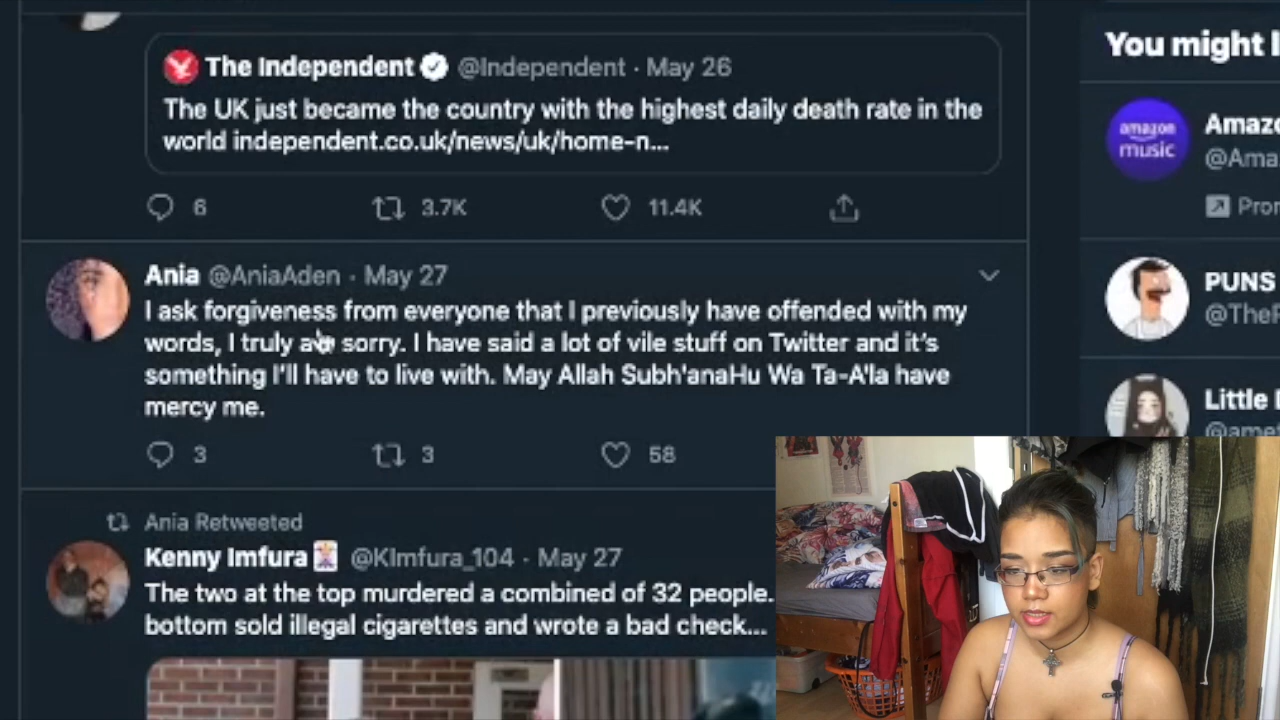 The Independent @Independent · May 26
The UK just became the country with the highest daily death rate in the
world independent.co.uk/news/uk/home-n...
6 3.7K 11.4K
Ania @AniaAden · May 27
I ask forgiveness from everyone that I previously have offended with my
words, I truly am sorry. I have said a lot of vile stuff on Twitter and it's
something I'll have to live with. May Allah Subh'anaHu Wa Ta-A'la have
mercy me.
3 3 58
Ania Retweeted
Kenny Imfura @KImfura_104 · May 27
The two at the top murdered a combined of 32 people.
bottom sold illegal cigarettes and wrote a bad check...
You might l
amazon
music
Amazo
@Ama
Pron
PUNS
@TheP
Little
@amet